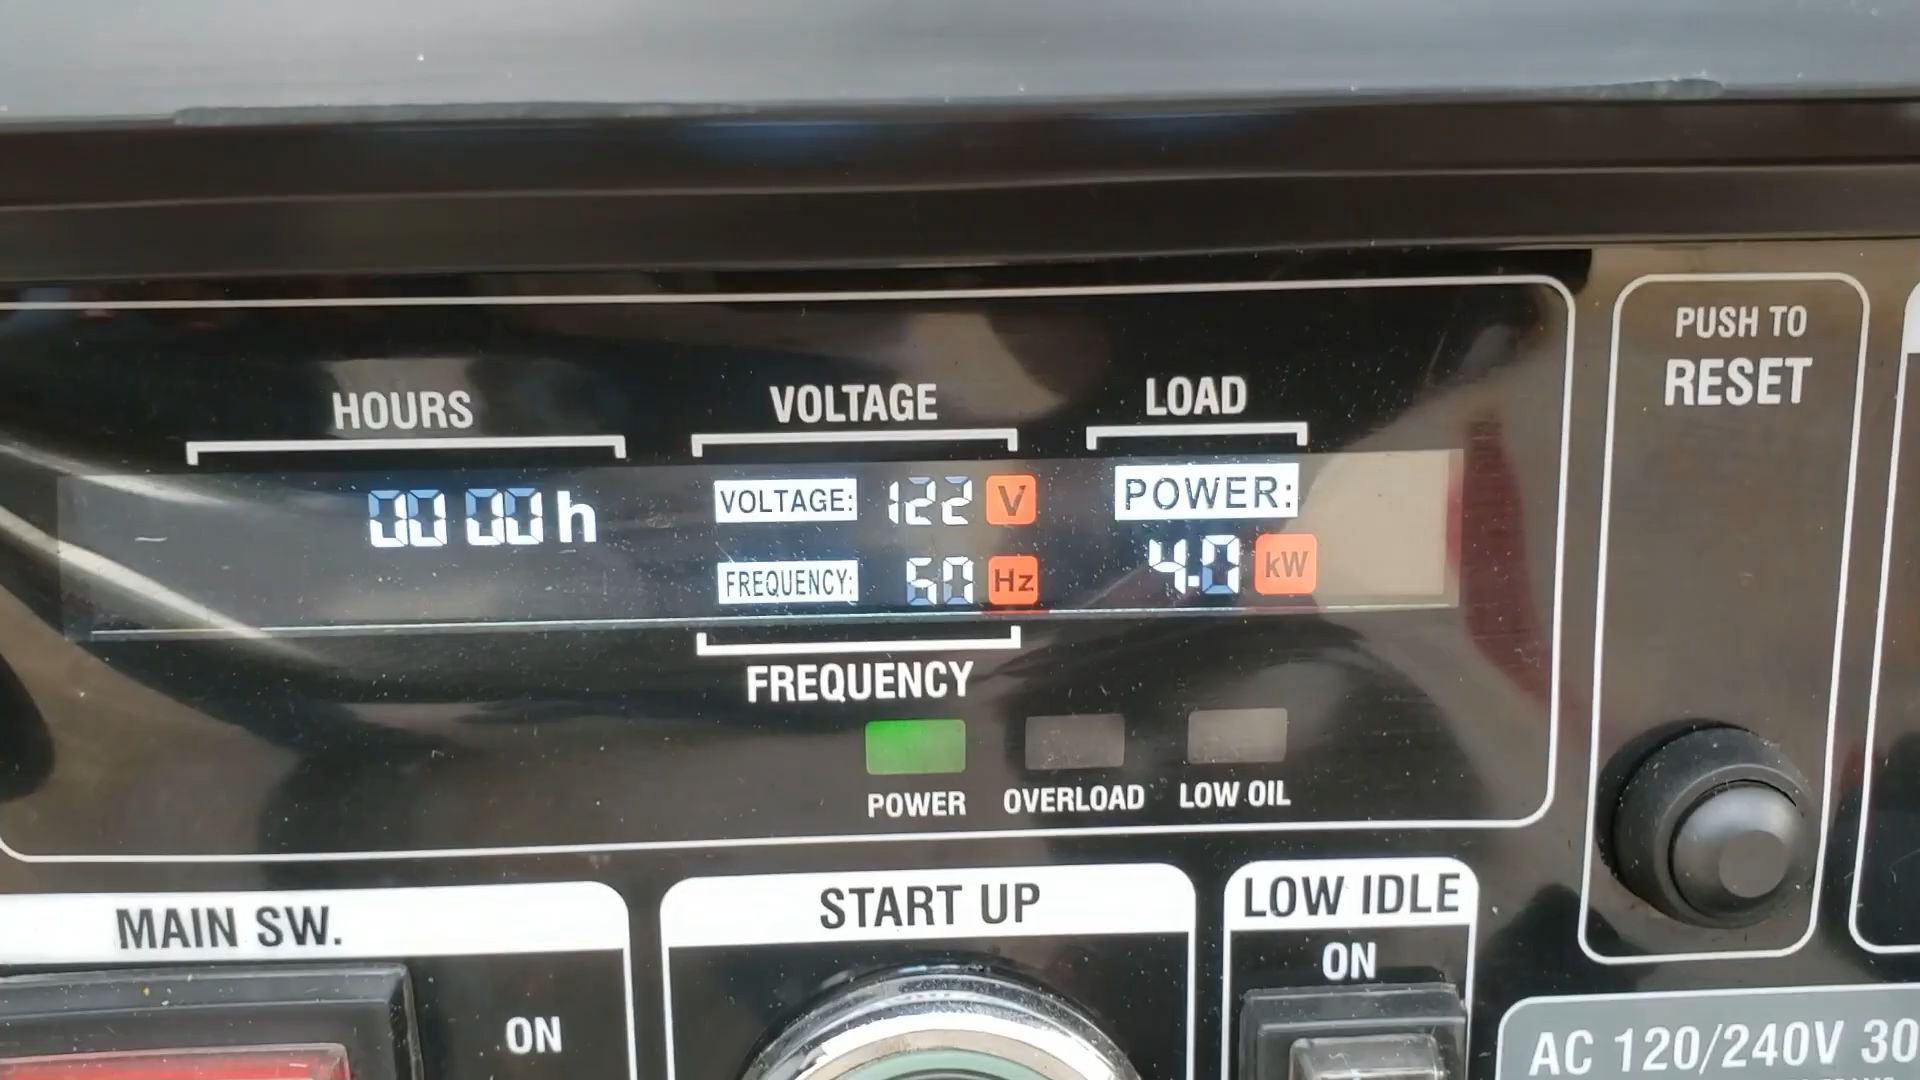 PUSH TO
RESET
HOURS
VOLTAGE
LOAD
00 00 h
VOLTAGE: 122 V
POWER:
FREQUENCY: 60 Hz
4.0 kW
FREQUENCY
POWER
OVERLOAD
LOW OIL
MAIN SW.
ON
START UP
LOW IDLE
ON
AC 120/240V 30